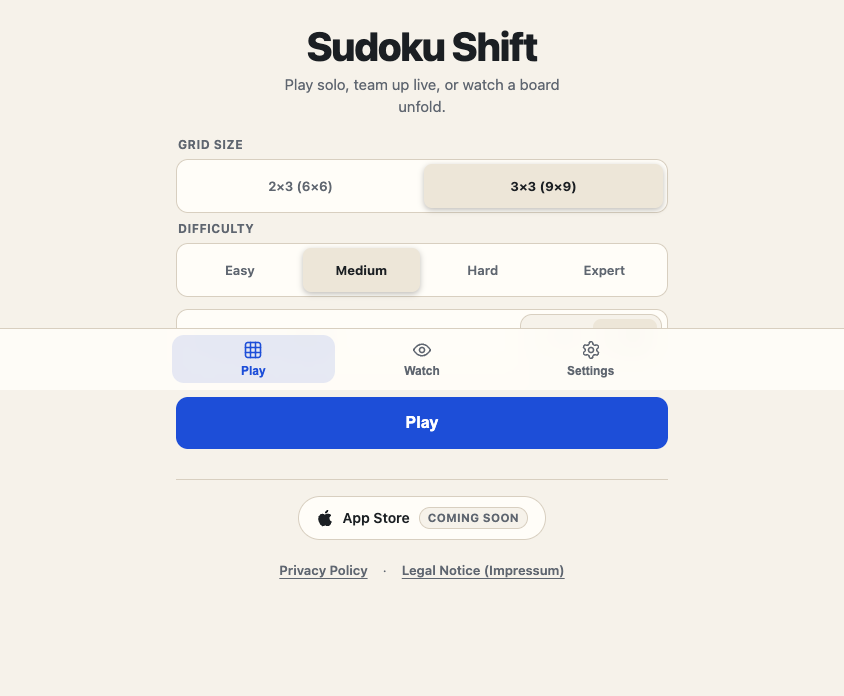 Sudoku Shift
Play solo, team up live, or watch a board
unfold.
GRID SIZE
2×3 (6×6)
3×3 (9×9)
DIFFICULTY
Easy
Medium
Hard
Expert
Play
Watch
Settings
Play
App Store
COMING SOON
Privacy Policy
·
Legal Notice (Impressum)